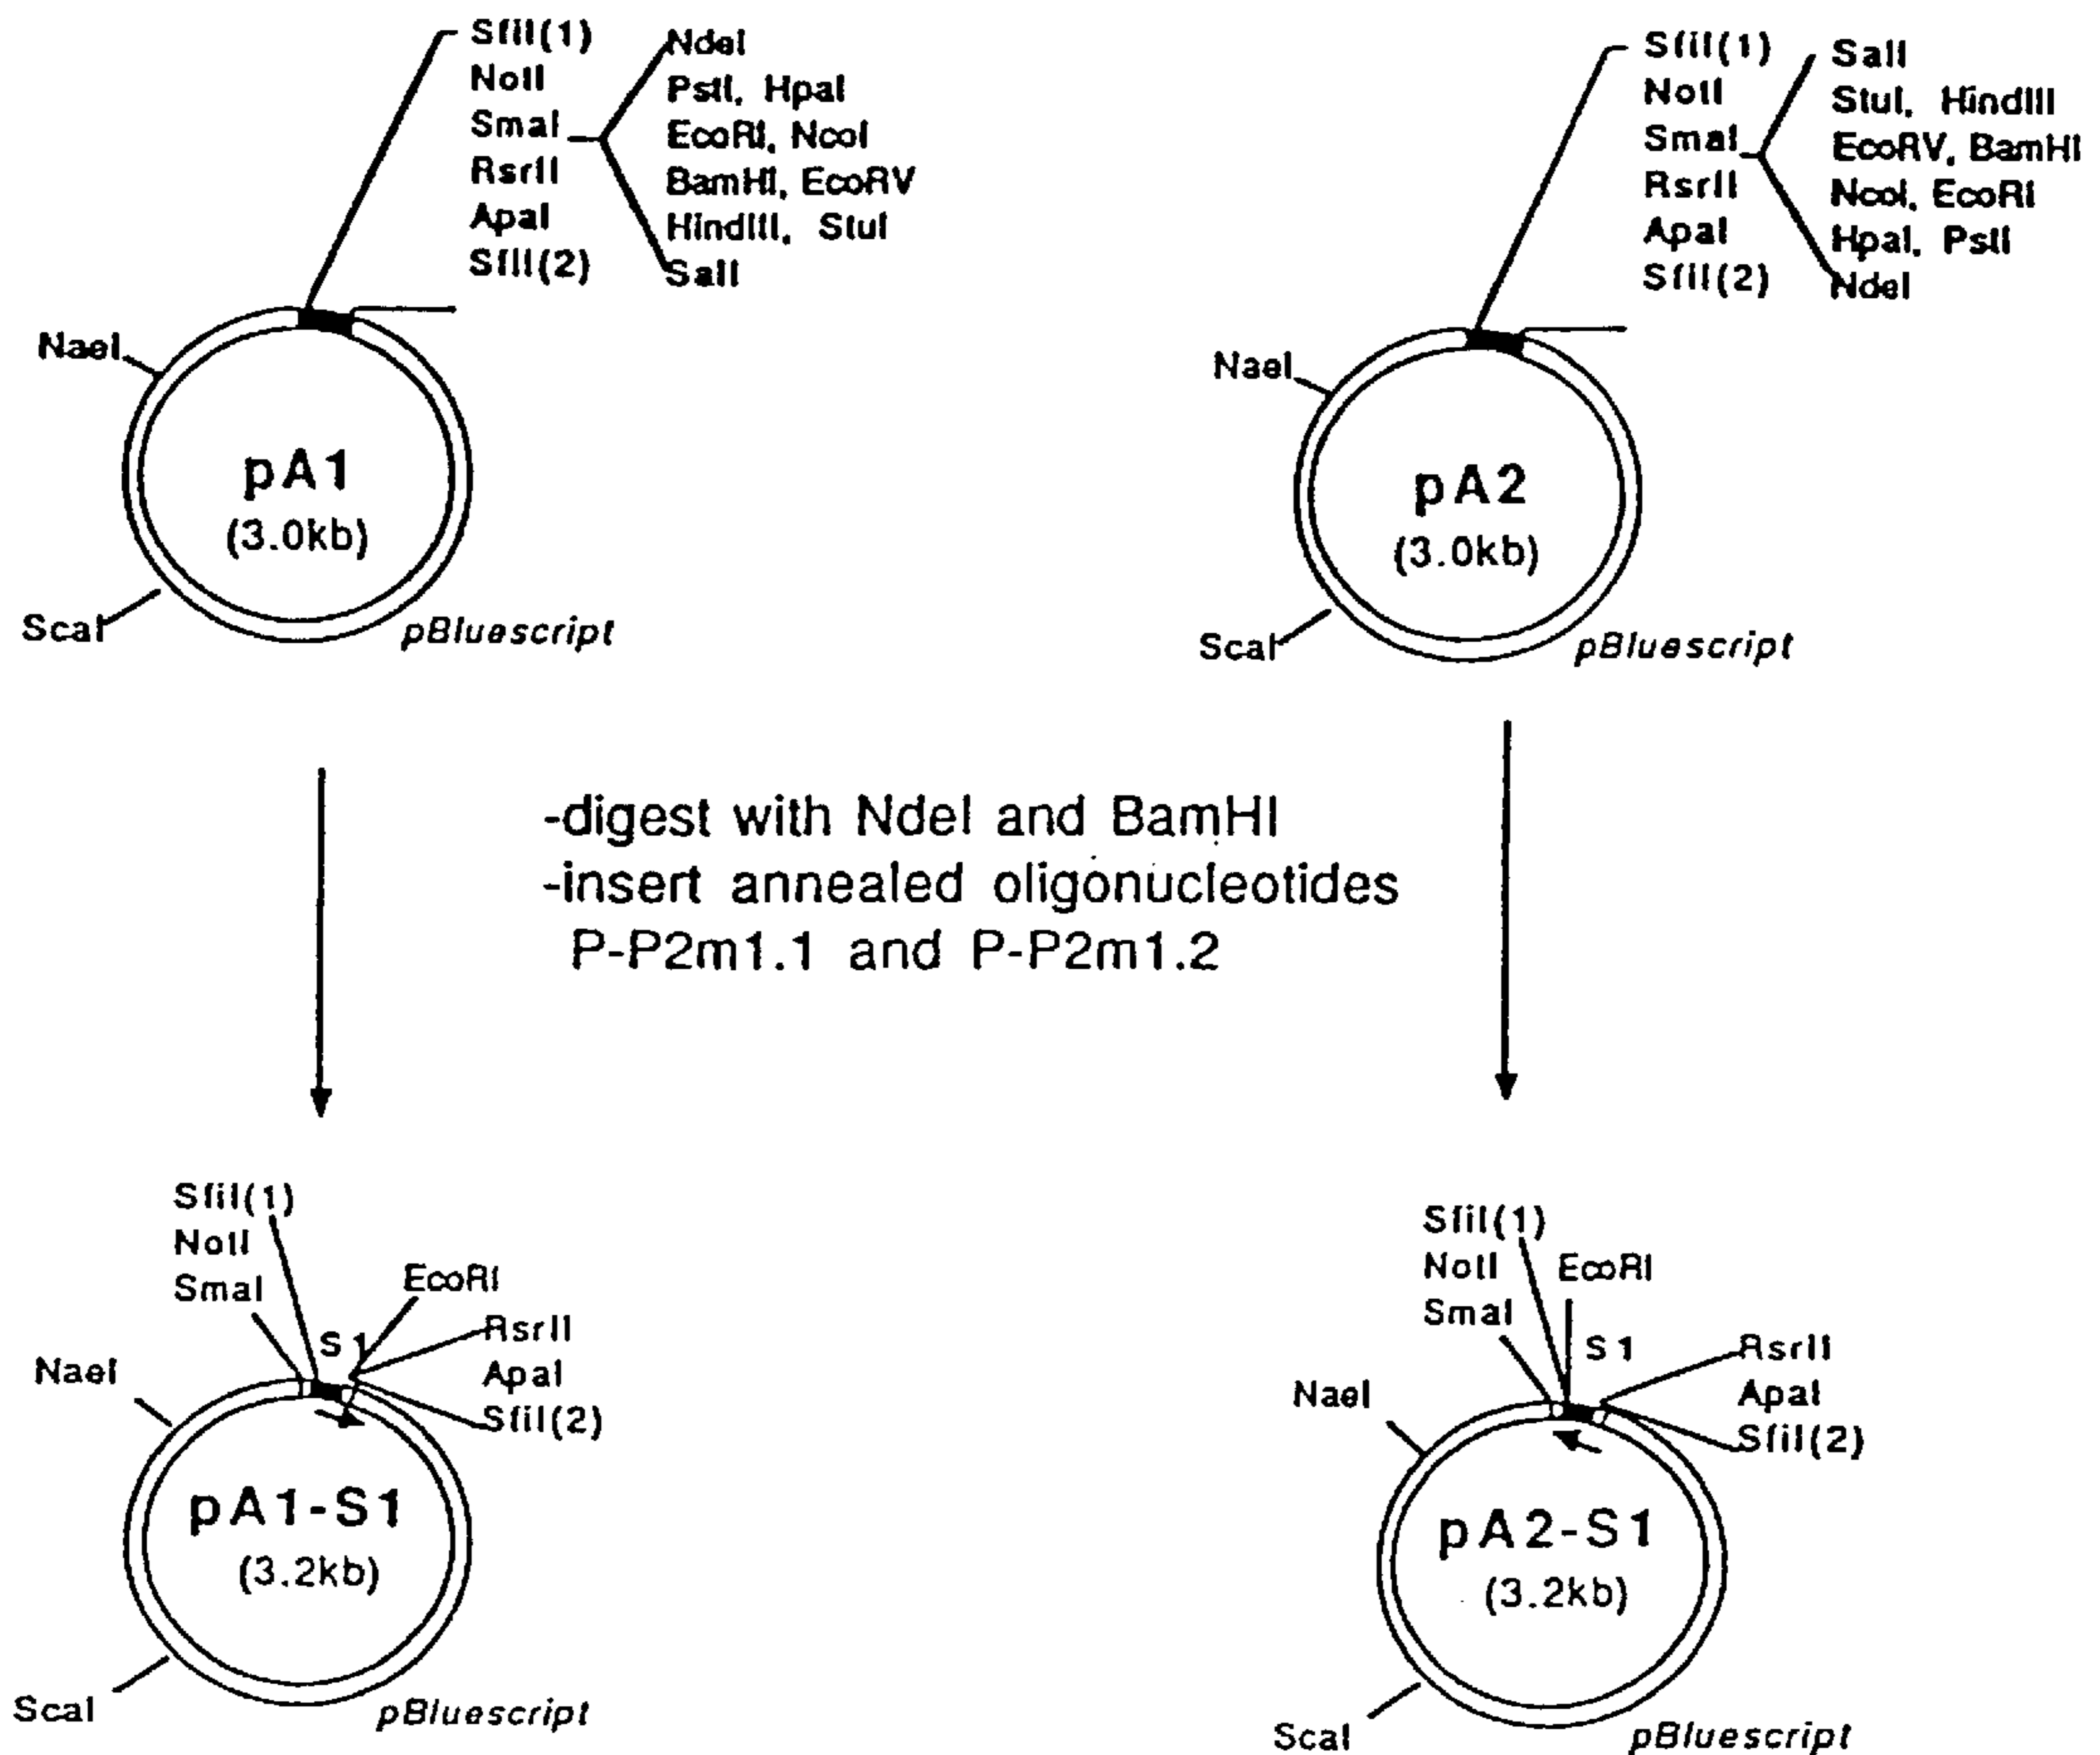 SfiI(1)
NotI
SmaI
RsrII
ApaI
SfiI(2)
NdeI
PstI, HpaI
EcoRI, NcoI
BamHI, EcoRV
HindIII, StuI
SalI
NaeI
pA1
(3.0kb)
ScaI
pBluescript
SfiI(1)
NotI
SmaI
RsrII
ApaI
SfiI(2)
SalI
StuI, HindIII
EcoRV, BamHI
NcoI, EcoRI
HpaI, PstI
NdeI
NaeI
pA2
(3.0kb)
ScaI
pBluescript
-digest with NdeI and BamHI
-insert annealed oligonucleotides
P-P2m1.1 and P-P2m1.2
SfiI(1)
NotI
SmaI
S1
EcoRI
RsrII
ApaI
SfiI(2)
NaeI
pA1-S1
(3.2kb)
ScaI
pBluescript
SfiI(1)
NotI
SmaI
EcoRI
S1
RsrII
ApaI
SfiI(2)
NaeI
pA2-S1
(3.2kb)
ScaI
pBluescript